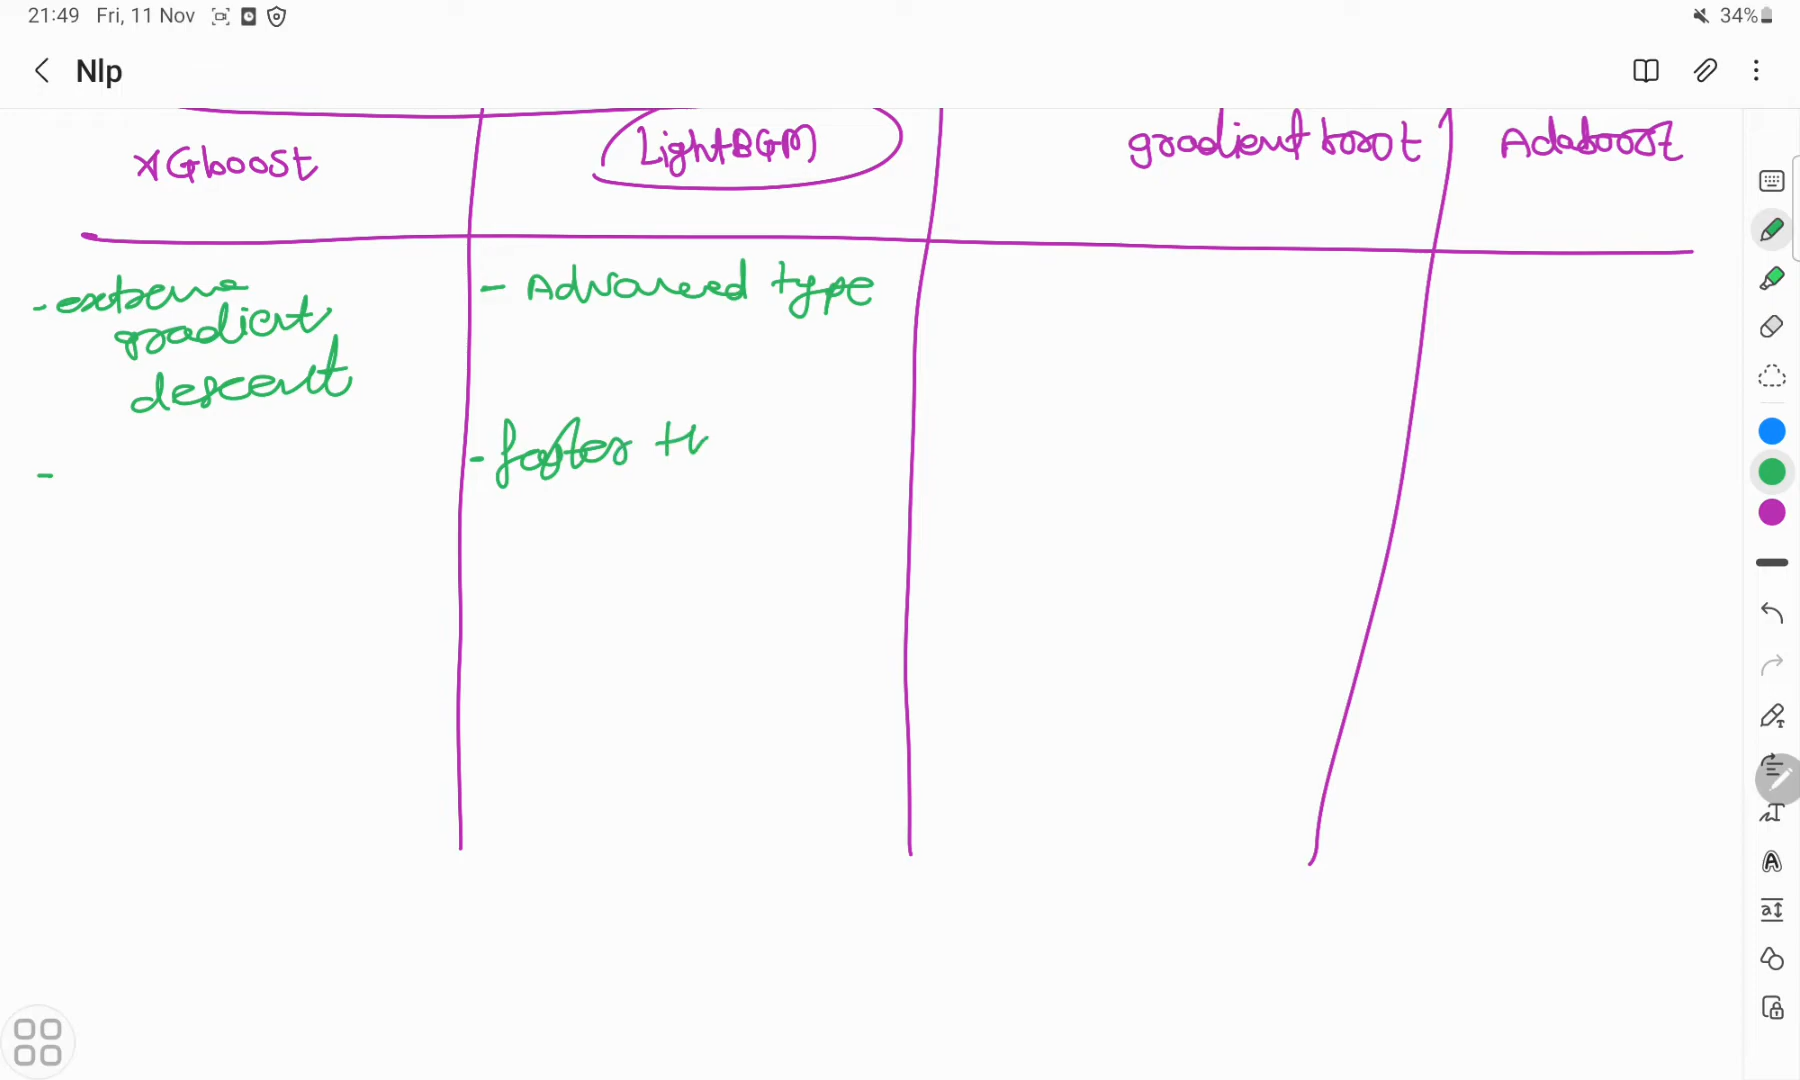 21:49 Fri, 11 Nov 34%
Nlp
XGboost LightBGM gradient boost Adaboost
- extreme - Advanced type
gradient
descent
- faster
-